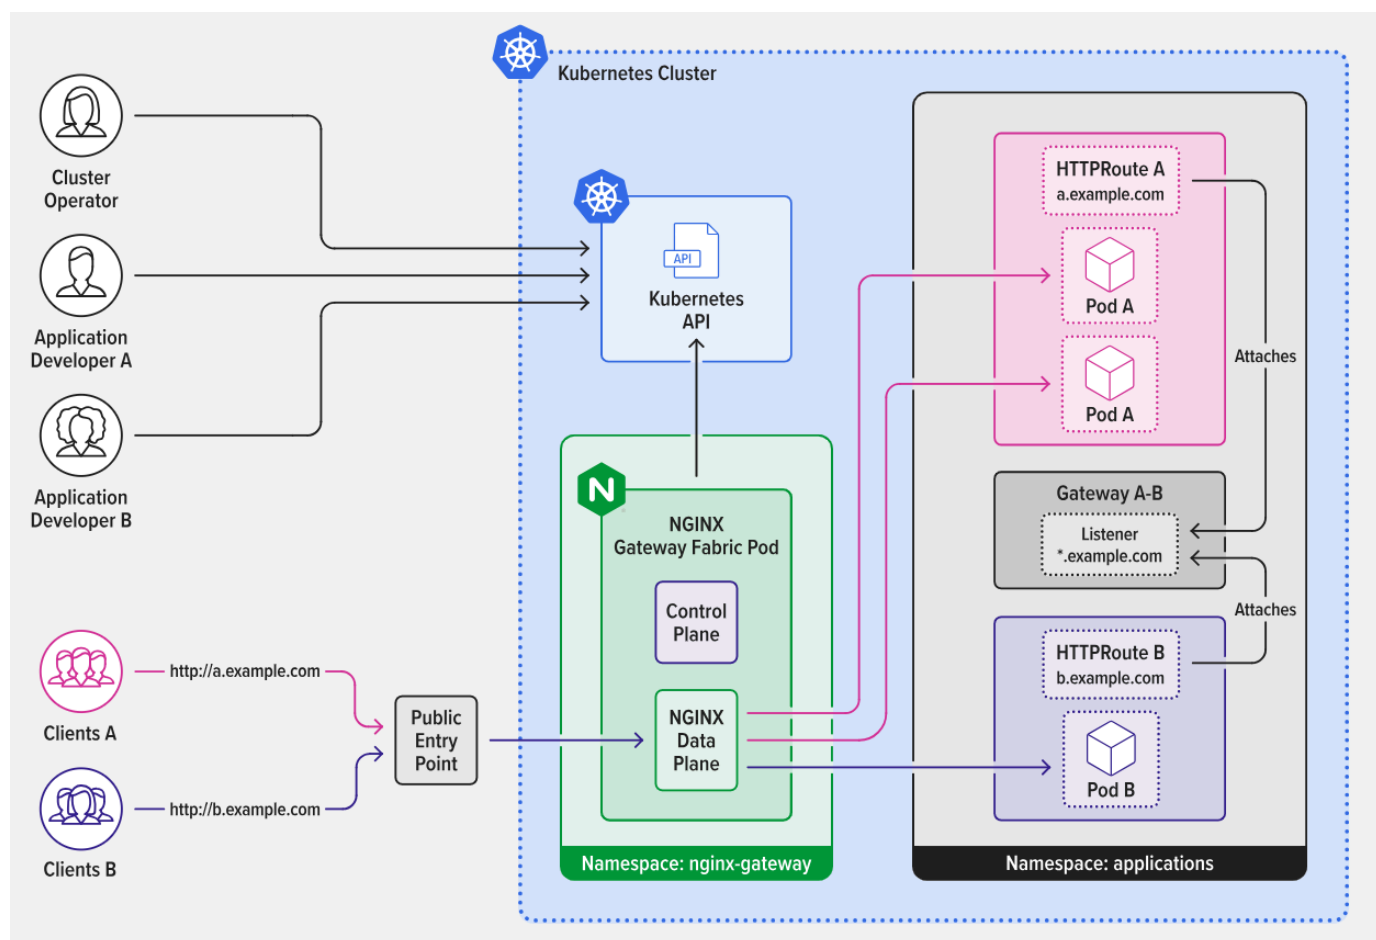 Kubernetes Cluster
Cluster
Operator
Application
Developer A
Application
Developer B
API
Kubernetes
API
NGINX
Gateway Fabric Pod
Control
Plane
NGINX
Data
Plane
Namespace: nginx-gateway
Clients A
http://a.example.com
Clients B
http://b.example.com
Public
Entry
Point
HTTPRoute A
a.example.com
Pod A
Pod A
Attaches
Gateway A-B
Listener
*.example.com
Attaches
HTTPRoute B
b.example.com
Pod B
Namespace: applications